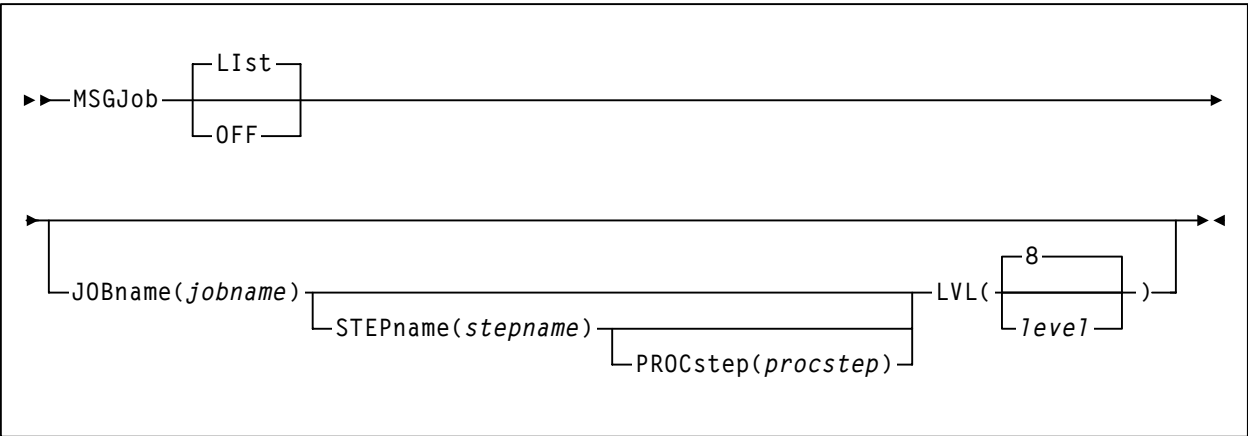 LIst
MSGJob
OFF
8
JOBname(jobname) LVL( )
STEPname(stepname) level
PROCstep(procstep)